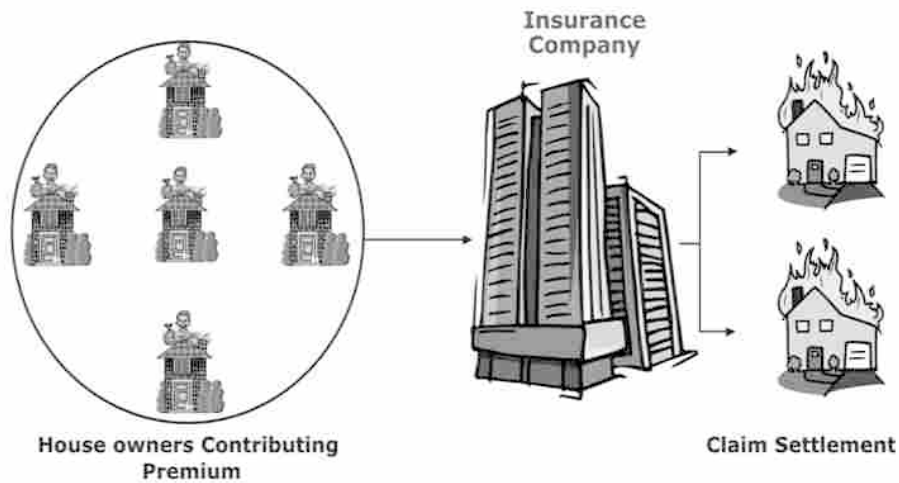 Insurance
Company
House owners Contributing
Premium
Claim Settlement